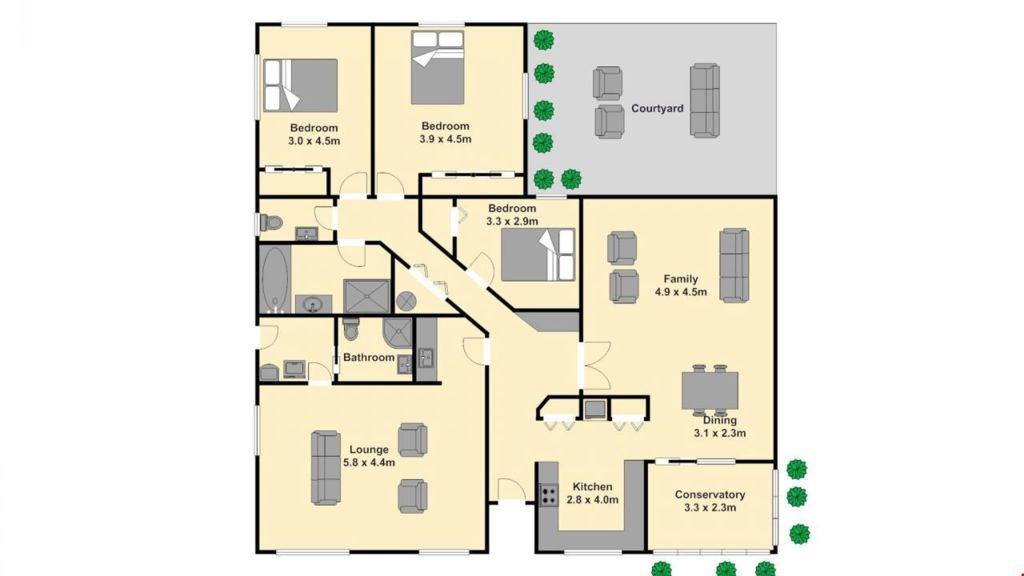 Bedroom
3.0 x 4.5m
Bedroom
3.9 x 4.5m
Courtyard
Bedroom
3.3 x 2.9m
Family
4.9 x 4.5m
Bathroom
Dining
3.1 x 2.3m
Lounge
5.8 x 4.4m
Kitchen
2.8 x 4.0m
Conservatory
3.3 x 2.3m